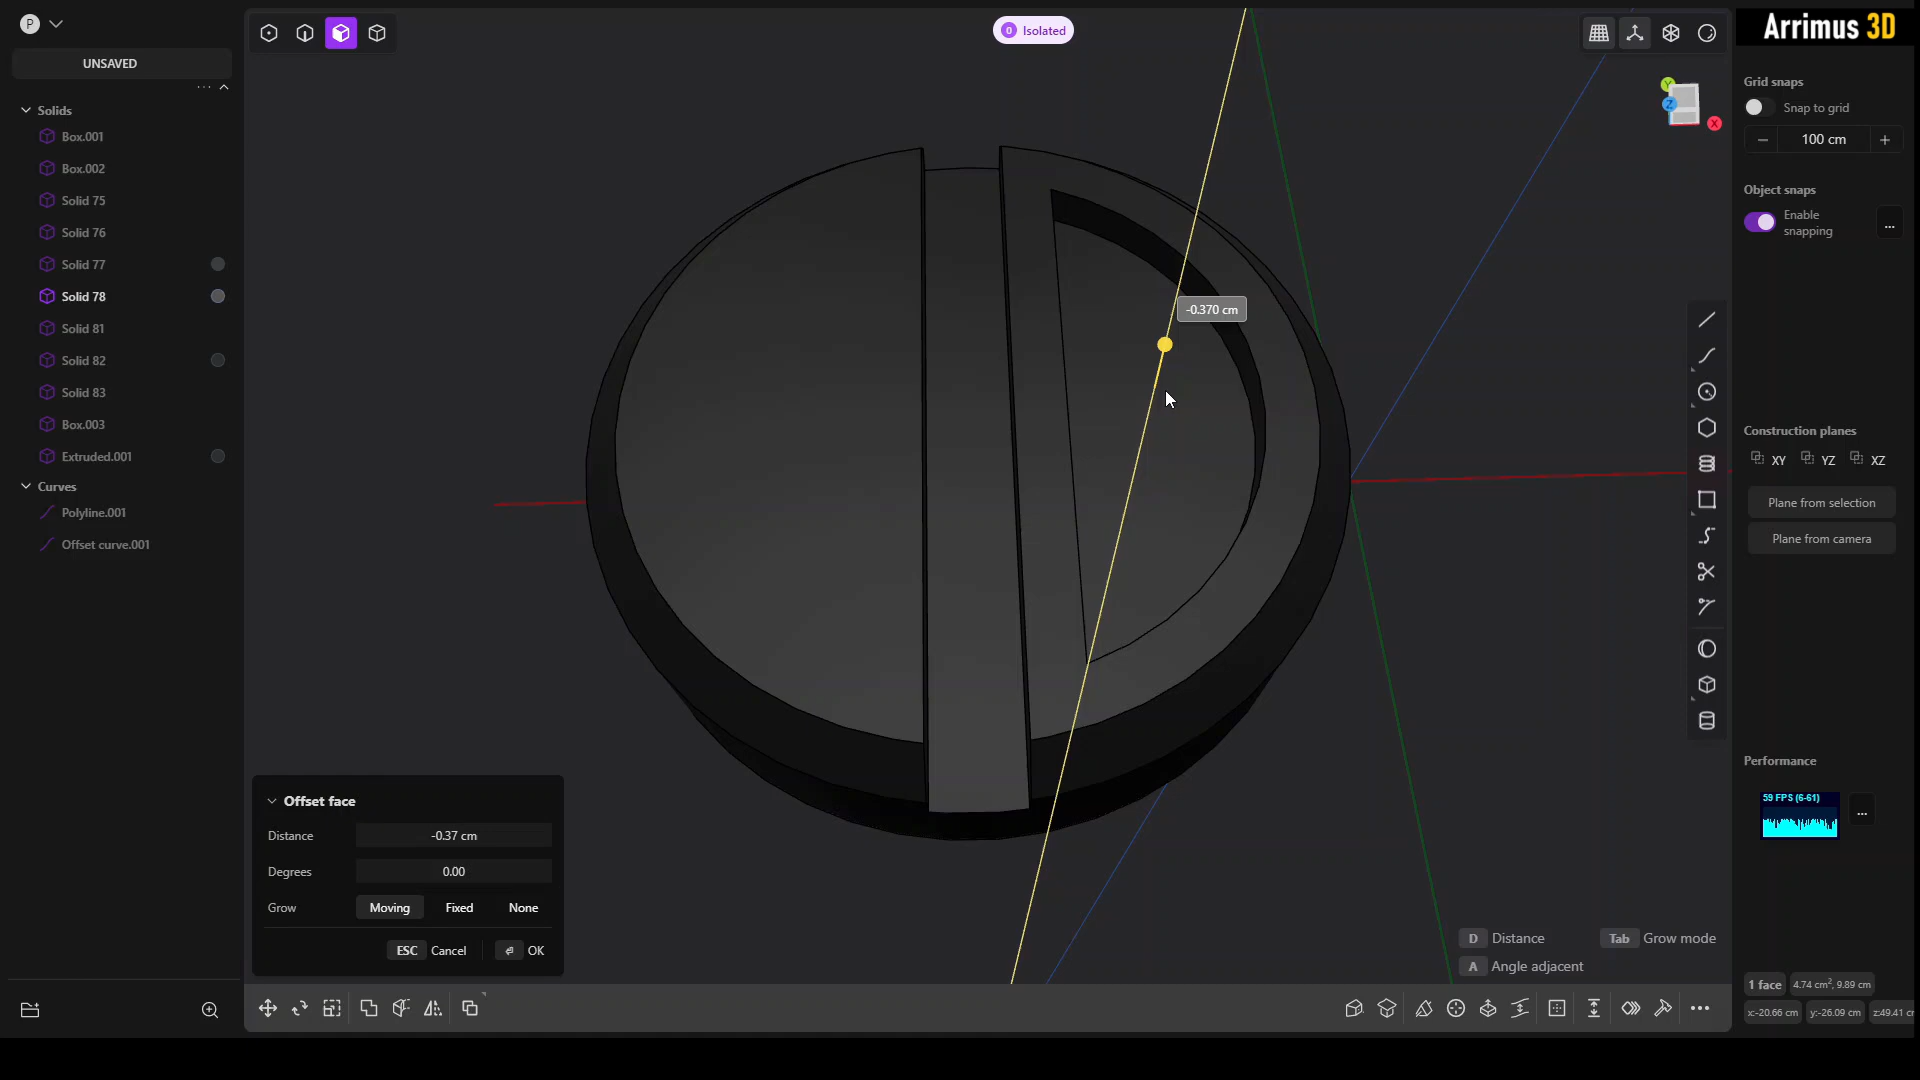 P
UNSAVED
Solids
Box.001
Box.002
Solid 75
Solid 76
Solid 77
Solid 78
Solid 81
Solid 82
Solid 83
Box.003
Extruded.001
Curves
Polyline.001
Offset curve.001
0 Isolated
-0.370 cm
Offset face
Distance
-0.37 cm
Degrees
0.00
Grow
Moving
Fixed
None
ESC Cancel
OK
D Distance
Tab Grow mode
A Angle adjacent
Y
Z
X
Arrimus 3D
Grid snaps
Snap to grid
100 cm
Object snaps
Enable
snapping
Construction planes
XY
YZ
XZ
Plane from selection
Plane from camera
Performance
59 FPS (6-61)
1 face
4.74 cm², 9.89 cm
x:-20.66 cm
y:-26.09 cm
z:49.41 cm